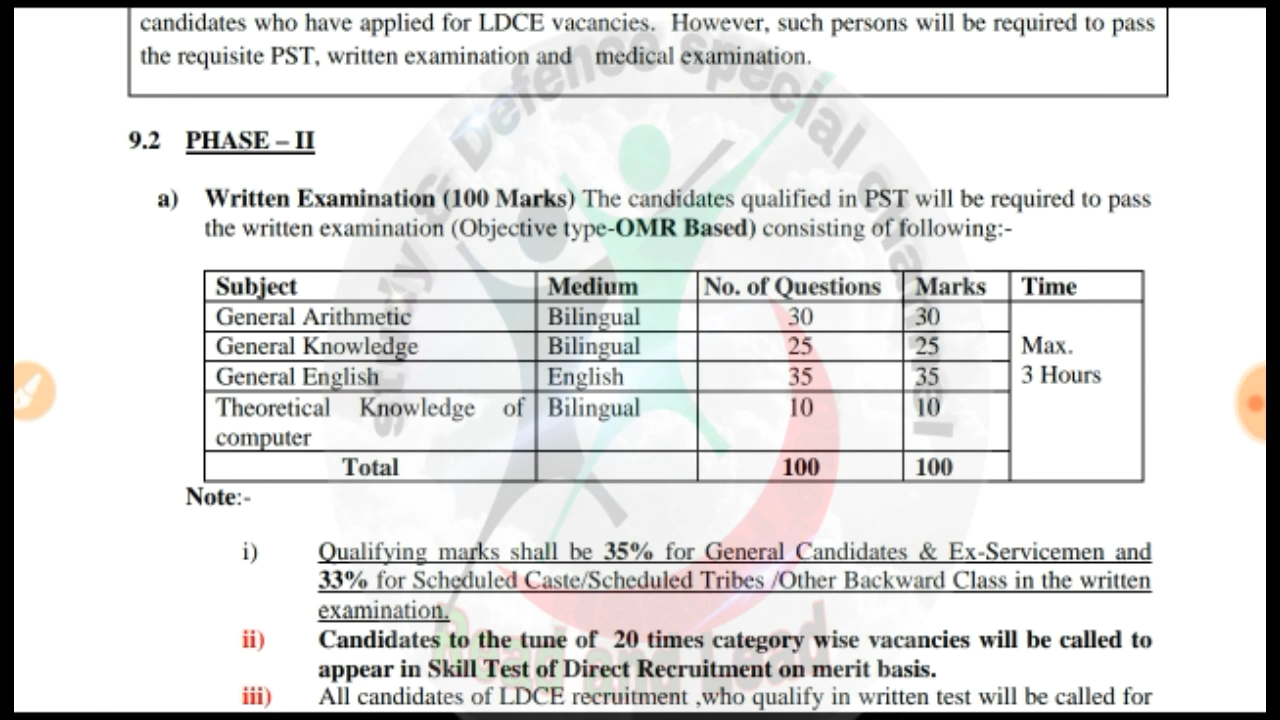 candidates who have applied for LDCE vacancies. However, such persons will be required to pass
the requisite PST, written examination and medical examination.
9.2 PHASE – II
a) Written Examination (100 Marks) The candidates qualified in PST will be required to pass
the written examination (Objective type-OMR Based) consisting of following:-
Subject Medium No. of Questions Marks Time
General Arithmetic Bilingual 30 30
General Knowledge Bilingual 25 25 Max.
General English English 35 35 3 Hours
Theoretical Knowledge of Bilingual 10 10
computer
Total 100 100
Note:-
i) Qualifying marks shall be 35% for General Candidates & Ex-Servicemen and
33% for Scheduled Caste/Scheduled Tribes /Other Backward Class in the written
examination.
ii) Candidates to the tune of 20 times category wise vacancies will be called to
appear in Skill Test of Direct Recruitment on merit basis.
iii) All candidates of LDCE recruitment ,who qualify in written test will be called for
Study & Defence special channel
Read and Lead